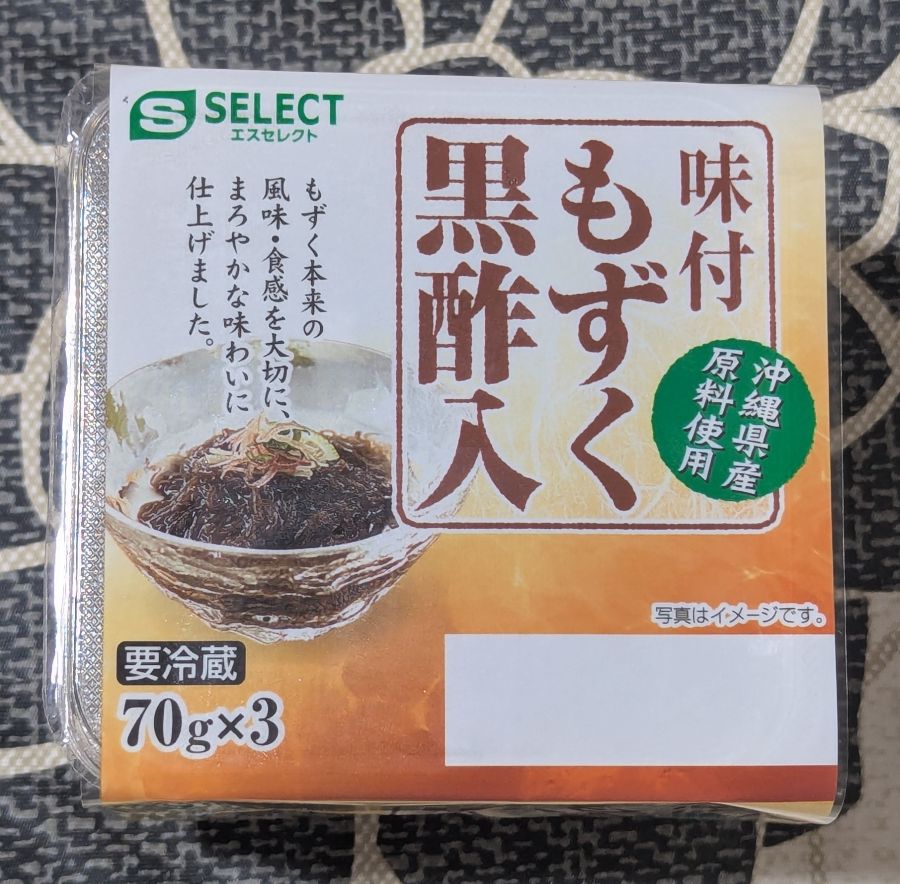 SELECT
エスセレクト
味付
もずく
黒酢入
沖縄県産
原料使用
もずく本来の
風味・食感を大切に、
まろやかな味わいに
仕上げました。
写真はイメージです。
要冷蔵
70g×3